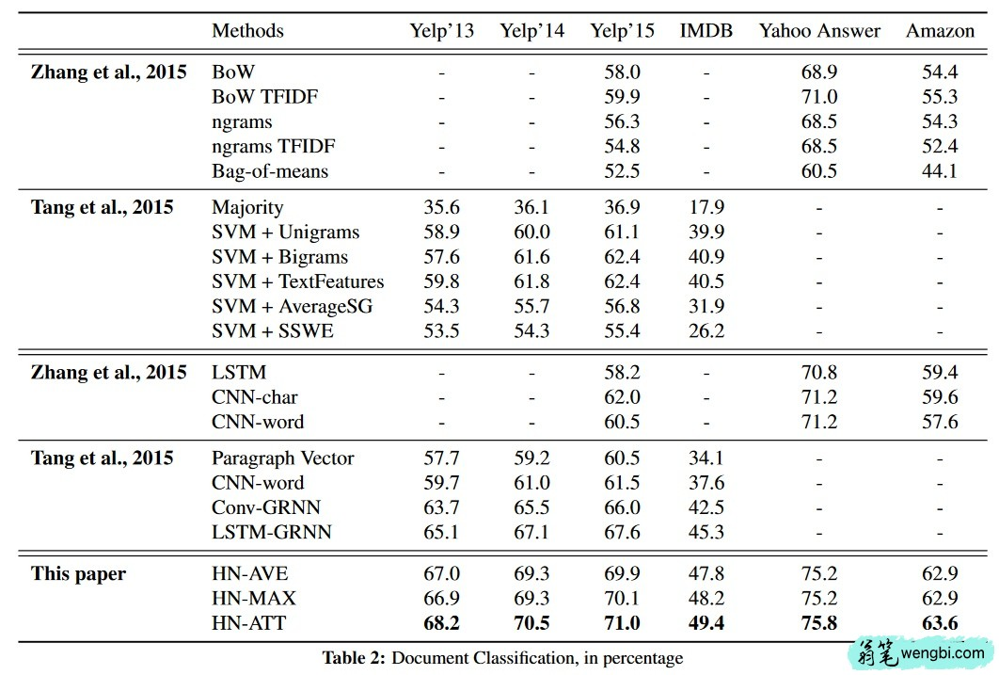 Methods Yelp’13 Yelp’14 Yelp’15 IMDB Yahoo Answer Amazon
Zhang et al., 2015 BoW - - 58.0 - 68.9 54.4
BoW TFIDF - - 59.9 - 71.0 55.3
ngrams - - 56.3 - 68.5 54.3
ngrams TFIDF - - 54.8 - 68.5 52.4
Bag-of-means - - 52.5 - 60.5 44.1
Tang et al., 2015 Majority 35.6 36.1 36.9 17.9 - -
SVM + Unigrams 58.9 60.0 61.1 39.9 - -
SVM + Bigrams 57.6 61.6 62.4 40.9 - -
SVM + TextFeatures 59.8 61.8 62.4 40.5 - -
SVM + AverageSG 54.3 55.7 56.8 31.9 - -
SVM + SSWE 53.5 54.3 55.4 26.2 - -
Zhang et al., 2015 LSTM - - 58.2 - 70.8 59.4
CNN-char - - 62.0 - 71.2 59.6
CNN-word - - 60.5 - 71.2 57.6
Tang et al., 2015 Paragraph Vector 57.7 59.2 60.5 34.1 - -
CNN-word 59.7 61.0 61.5 37.6 - -
Conv-GRNN 63.7 65.5 66.0 42.5 - -
LSTM-GRNN 65.1 67.1 67.6 45.3 - -
This paper HN-AVE 67.0 69.3 69.9 47.8 75.2 62.9
HN-MAX 66.9 69.3 70.1 48.2 75.2 62.9
HN-ATT 68.2 70.5 71.0 49.4 75.8 63.6
Table 2: Document Classification, in percentage
翁笔 wengbi.com